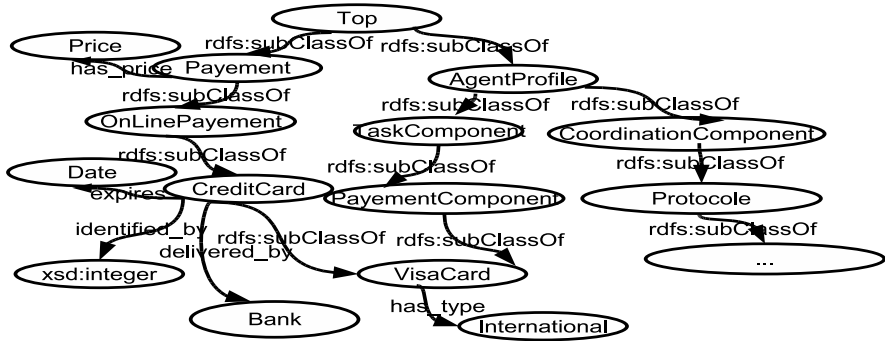 Top
Price
rdfs:subClassOf
rdfs:subClassOf
has_price
Payement
AgentProfile
rdfs:subClassOf
rdfs:subClassOf
rdfs:subClassOf
OnLinePayement
TaskComponent
CoordinationComponent
rdfs:subClassOf
rdfs:subClassOf
rdfs:subClassOf
Date
CreditCard
expires
PayementComponent
Protocole
identified_by
rdfs:subClassOf
rdfs:subClassOf
rdfs:subClassOf
delivered_by
xsd:integer
VisaCard
...
has_type
Bank
International